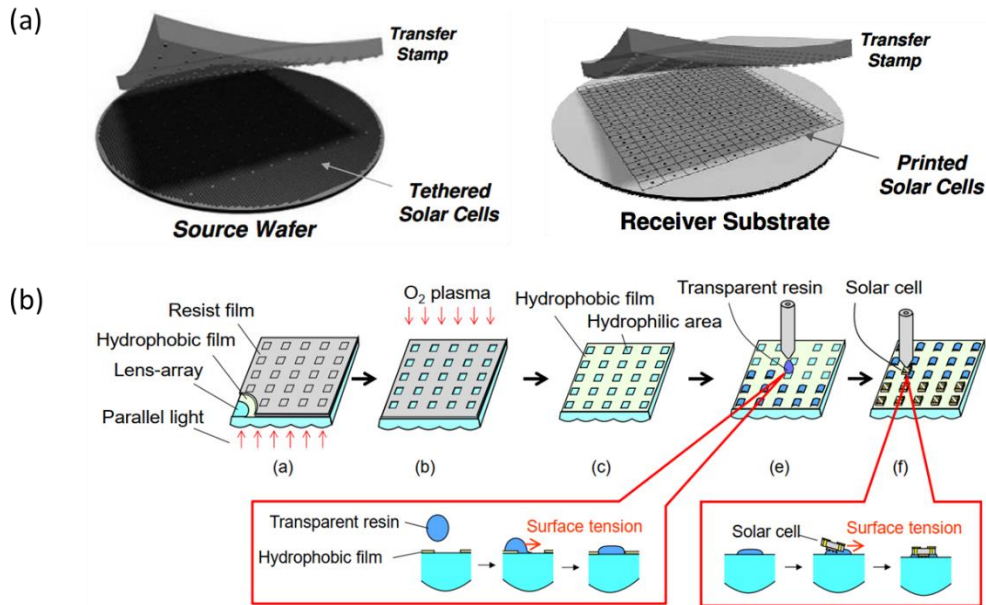 (a)
Transfer
Stamp
Tethered
Solar Cells
Source Wafer
Transfer
Stamp
Printed
Solar Cells
Receiver Substrate
(b)
Resist film
Hydrophobic film
Lens-array
Parallel light
(a)
O2 plasma
(b)
Hydrophobic film
Hydrophilic area
(c)
Transparent resin
(e)
Solar cell
(f)
Transparent resin
Hydrophobic film
Surface tension
Solar cell
Surface tension